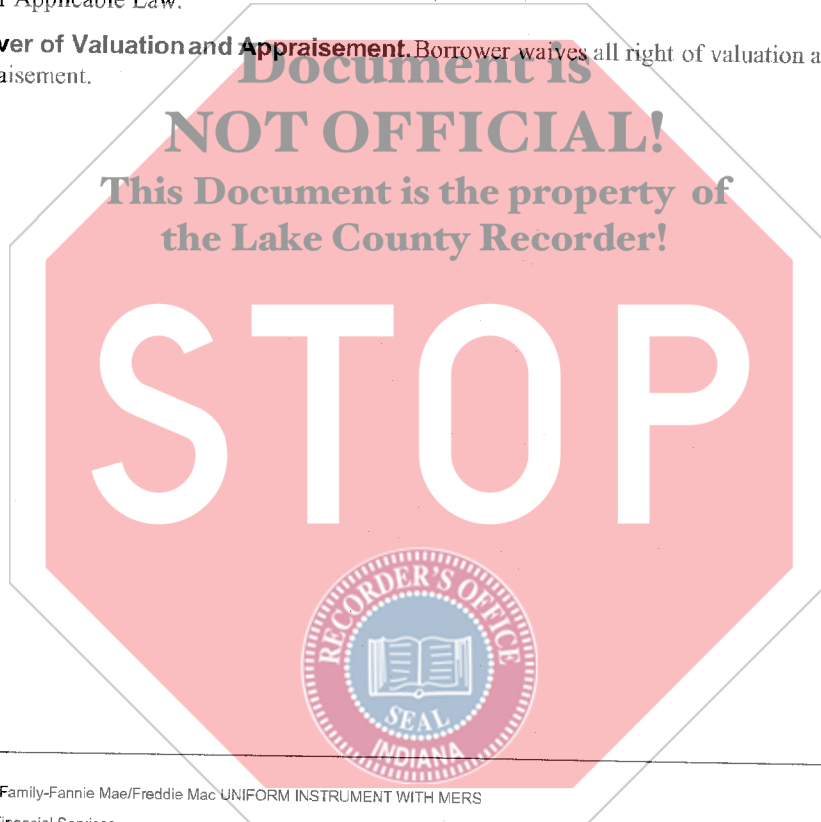 Applicable Law.
ver of Valuation and Appraisement. Borrower waives all right of valuation a
aisement.
Document is
NOT OFFICIAL!
This Document is the property of
the Lake County Recorder!
STOP
RECORDER'S OFFICE
SEAL
INDIANA
Family-Fannie Mae/Freddie Mac UNIFORM INSTRUMENT WITH MERS